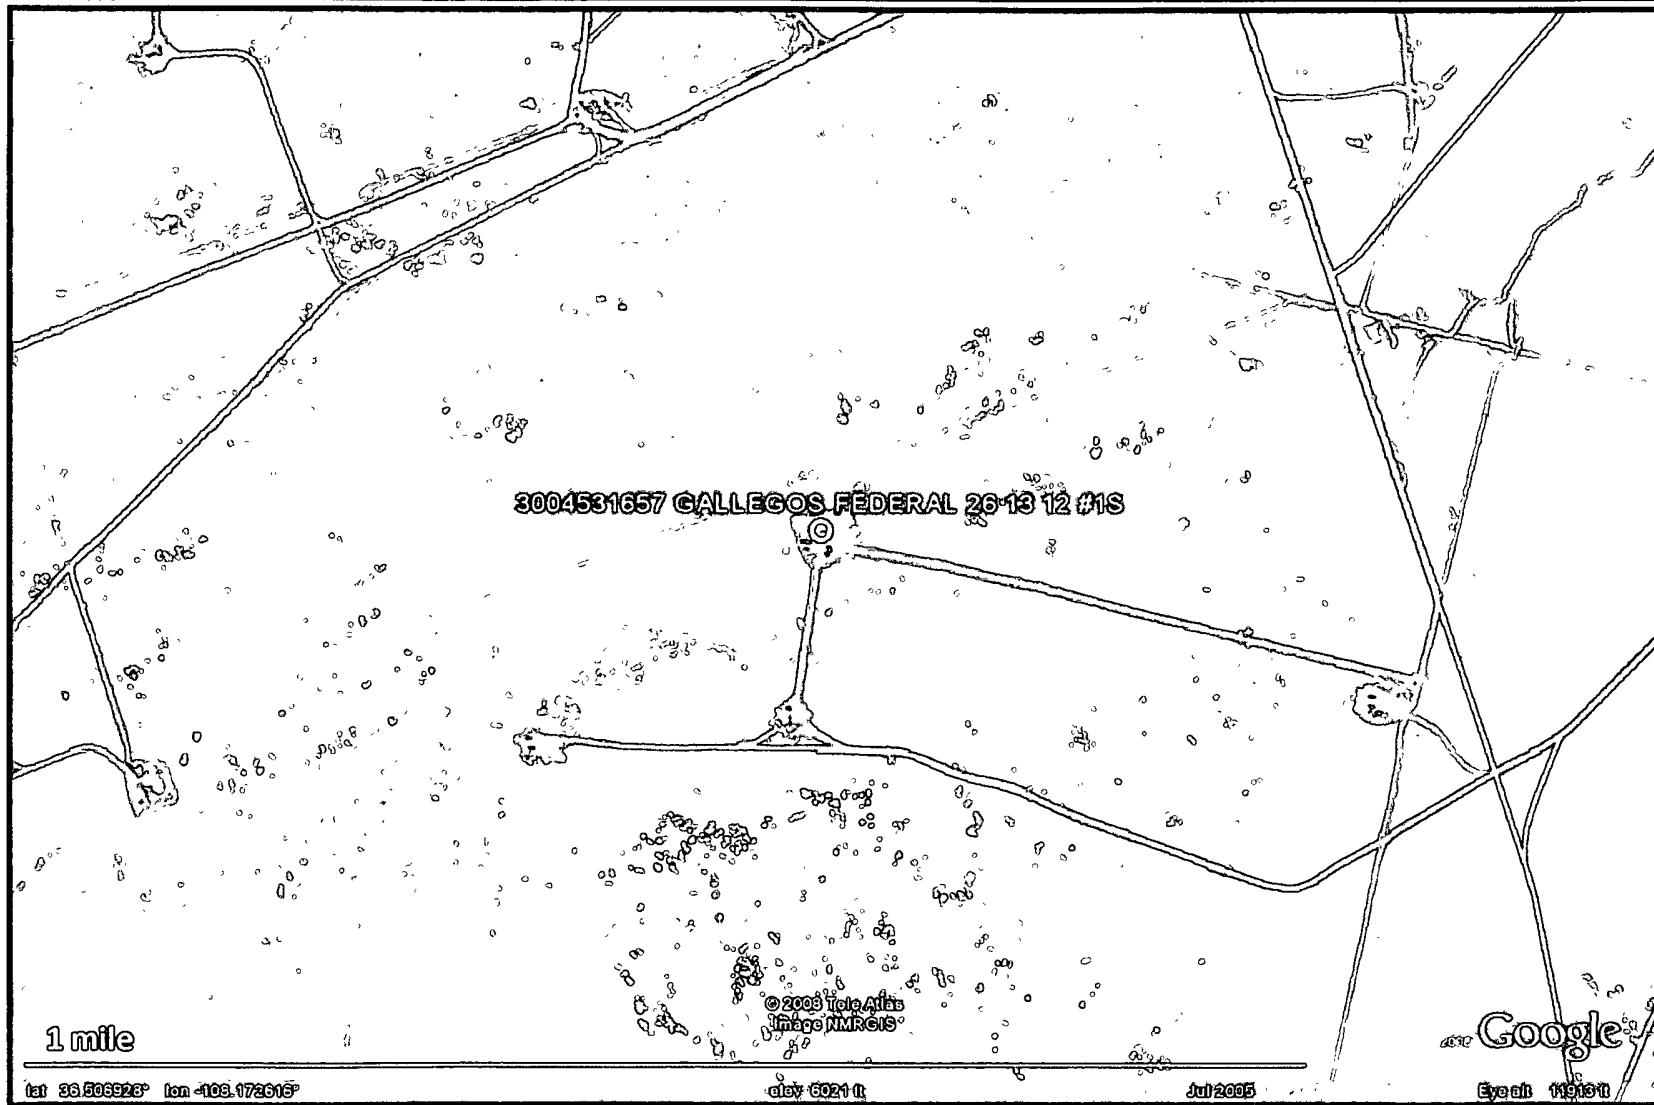 3004531657 GALLEGOS FEDERAL 26-13 12 #1S
© 2008 Tele Atlas
Image NMRGIS
1 mile
Google
lat 36.506928° lon -108.172616°
elev 6021 ft
Jul 2005
Eye alt 11913 ft